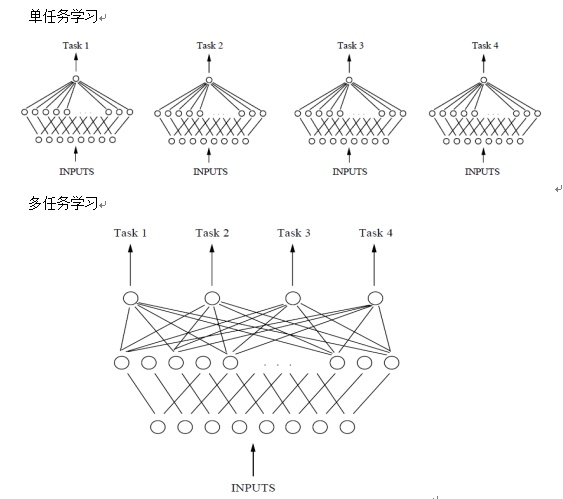 单任务学习
Task 1 Task 2 Task 3 Task 4
INPUTS INPUTS INPUTS INPUTS
多任务学习
Task 1 Task 2 Task 3 Task 4
INPUTS